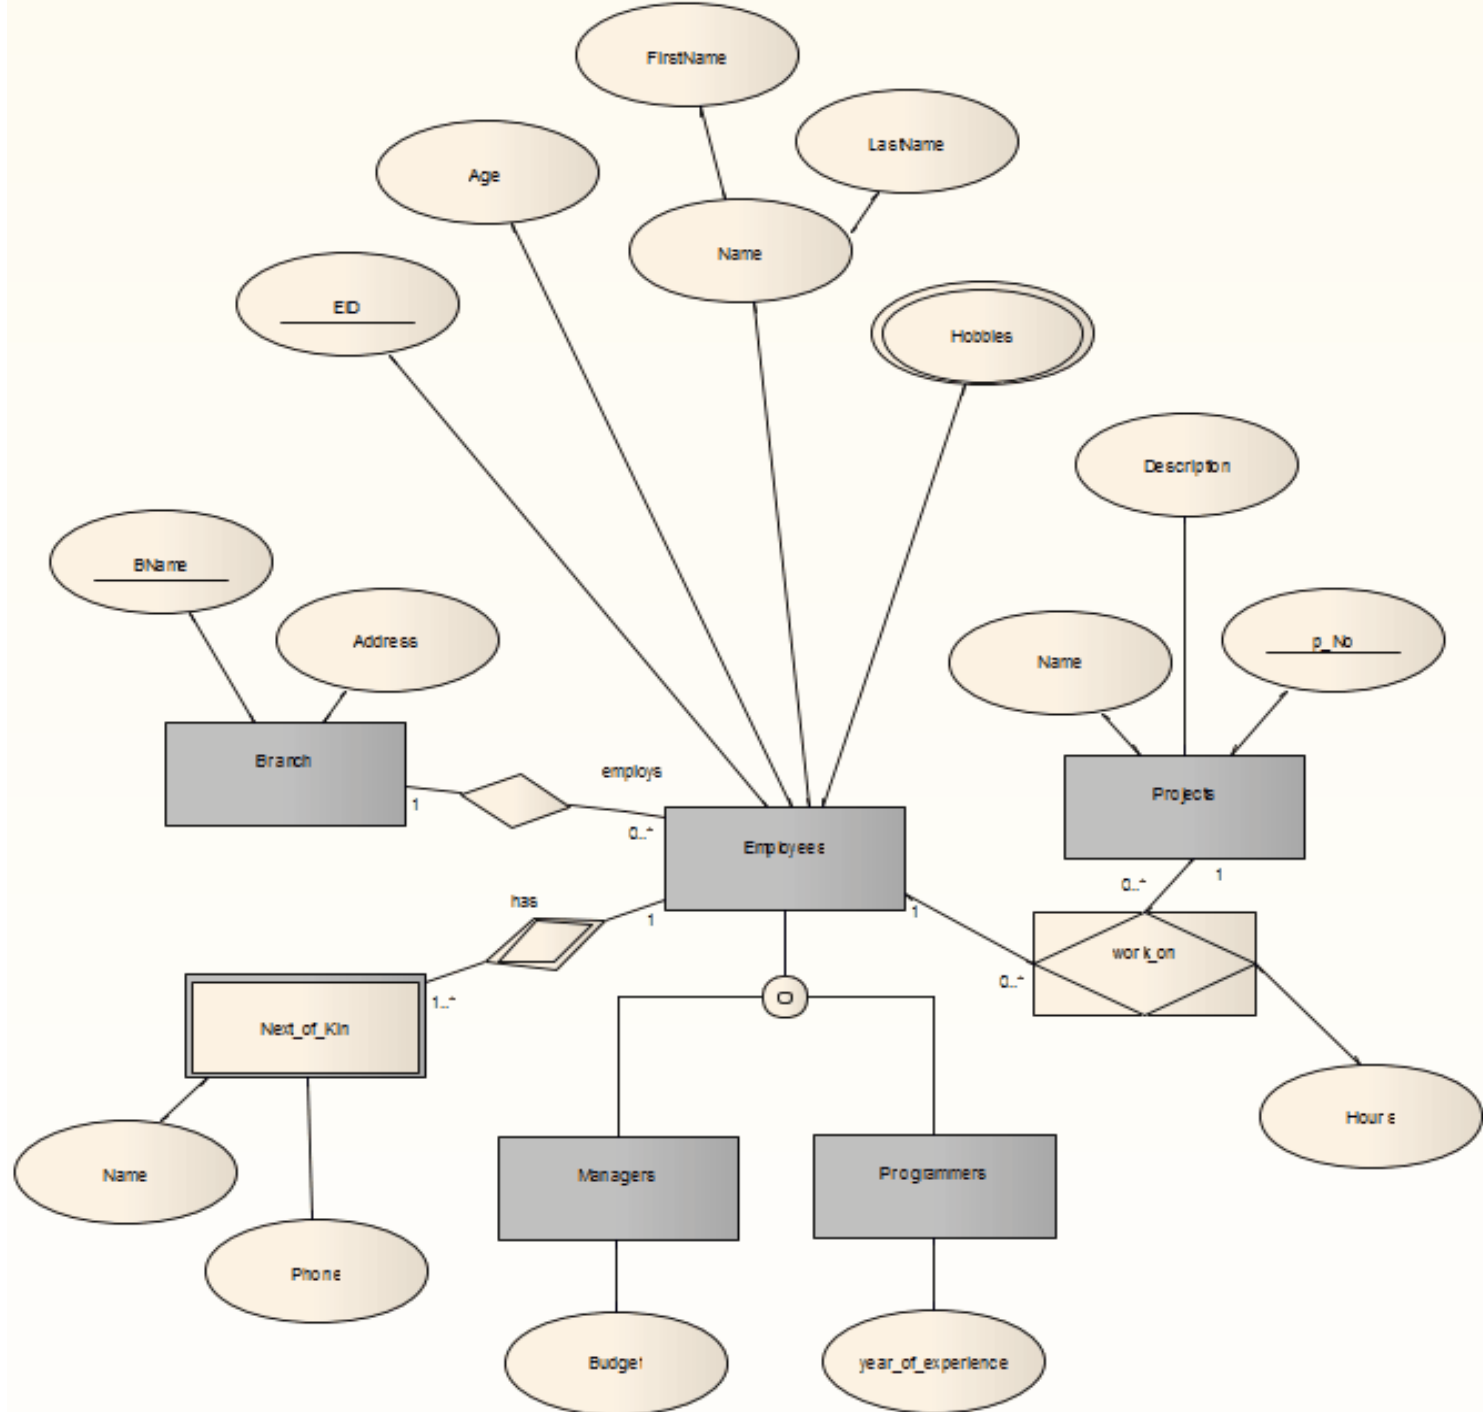 FirstName
LastName
Age
Name
EID
Hobbies
Description
BName
Address
Name
p_No
Branch
employs
1
0..*
Projects
Employees
0..*
1
has
1
1
work_on
0..*
1..*
Next_of_Kin
Hours
Name
Managers
Programmers
Phone
Budget
year_of_experience